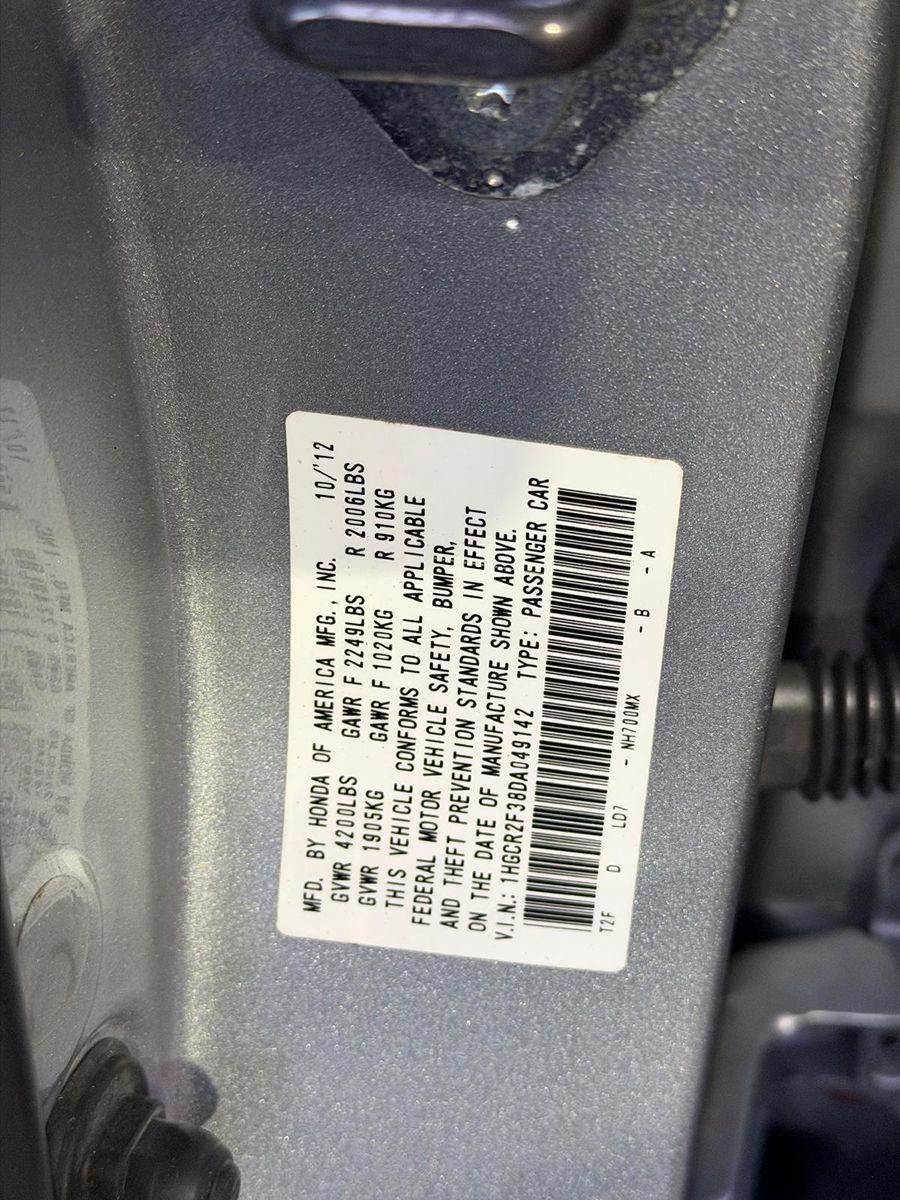 MFD. BY HONDA OF AMERICA MFG., INC. 10/'12
GVWR 4200LBS GAWR F 2249LBS R 2006LBS
GVWR 1905KG GAWR F 1020KG R 910KG
THIS VEHICLE CONFORMS TO ALL APPLICABLE
FEDERAL MOTOR VEHICLE SAFETY, BUMPER,
AND THEFT PREVENTION STANDARDS IN EFFECT
ON THE DATE OF MANUFACTURE SHOWN ABOVE.
V.I.N.: 1HGCR2F38DA049142 TYPE: PASSENGER CAR
T2F D LD7 - NH700MX - B - A